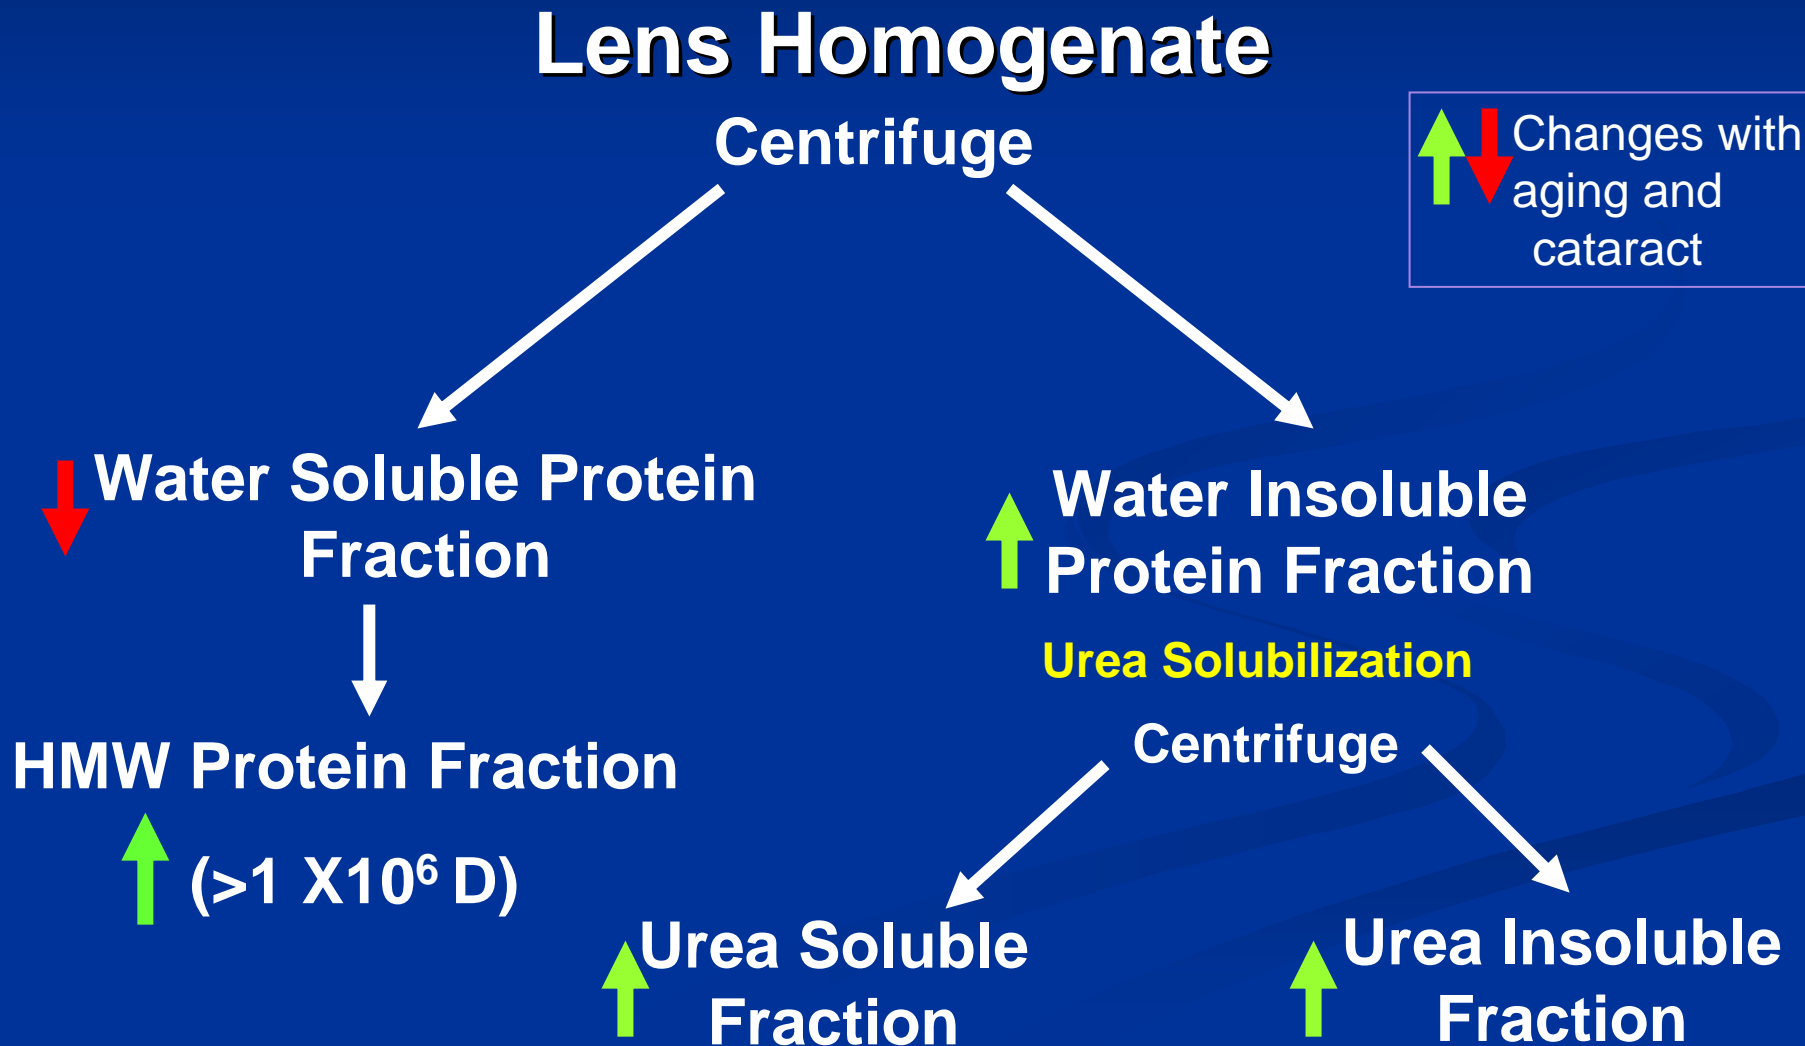 Lens Homogenate
Centrifuge
Changes with
aging and
cataract
Water Soluble Protein
Fraction
Water Insoluble
Protein Fraction
Urea Solubilization
Centrifuge
HMW Protein Fraction
(>1 X10⁶ D)
Urea Soluble
Fraction
Urea Insoluble
Fraction